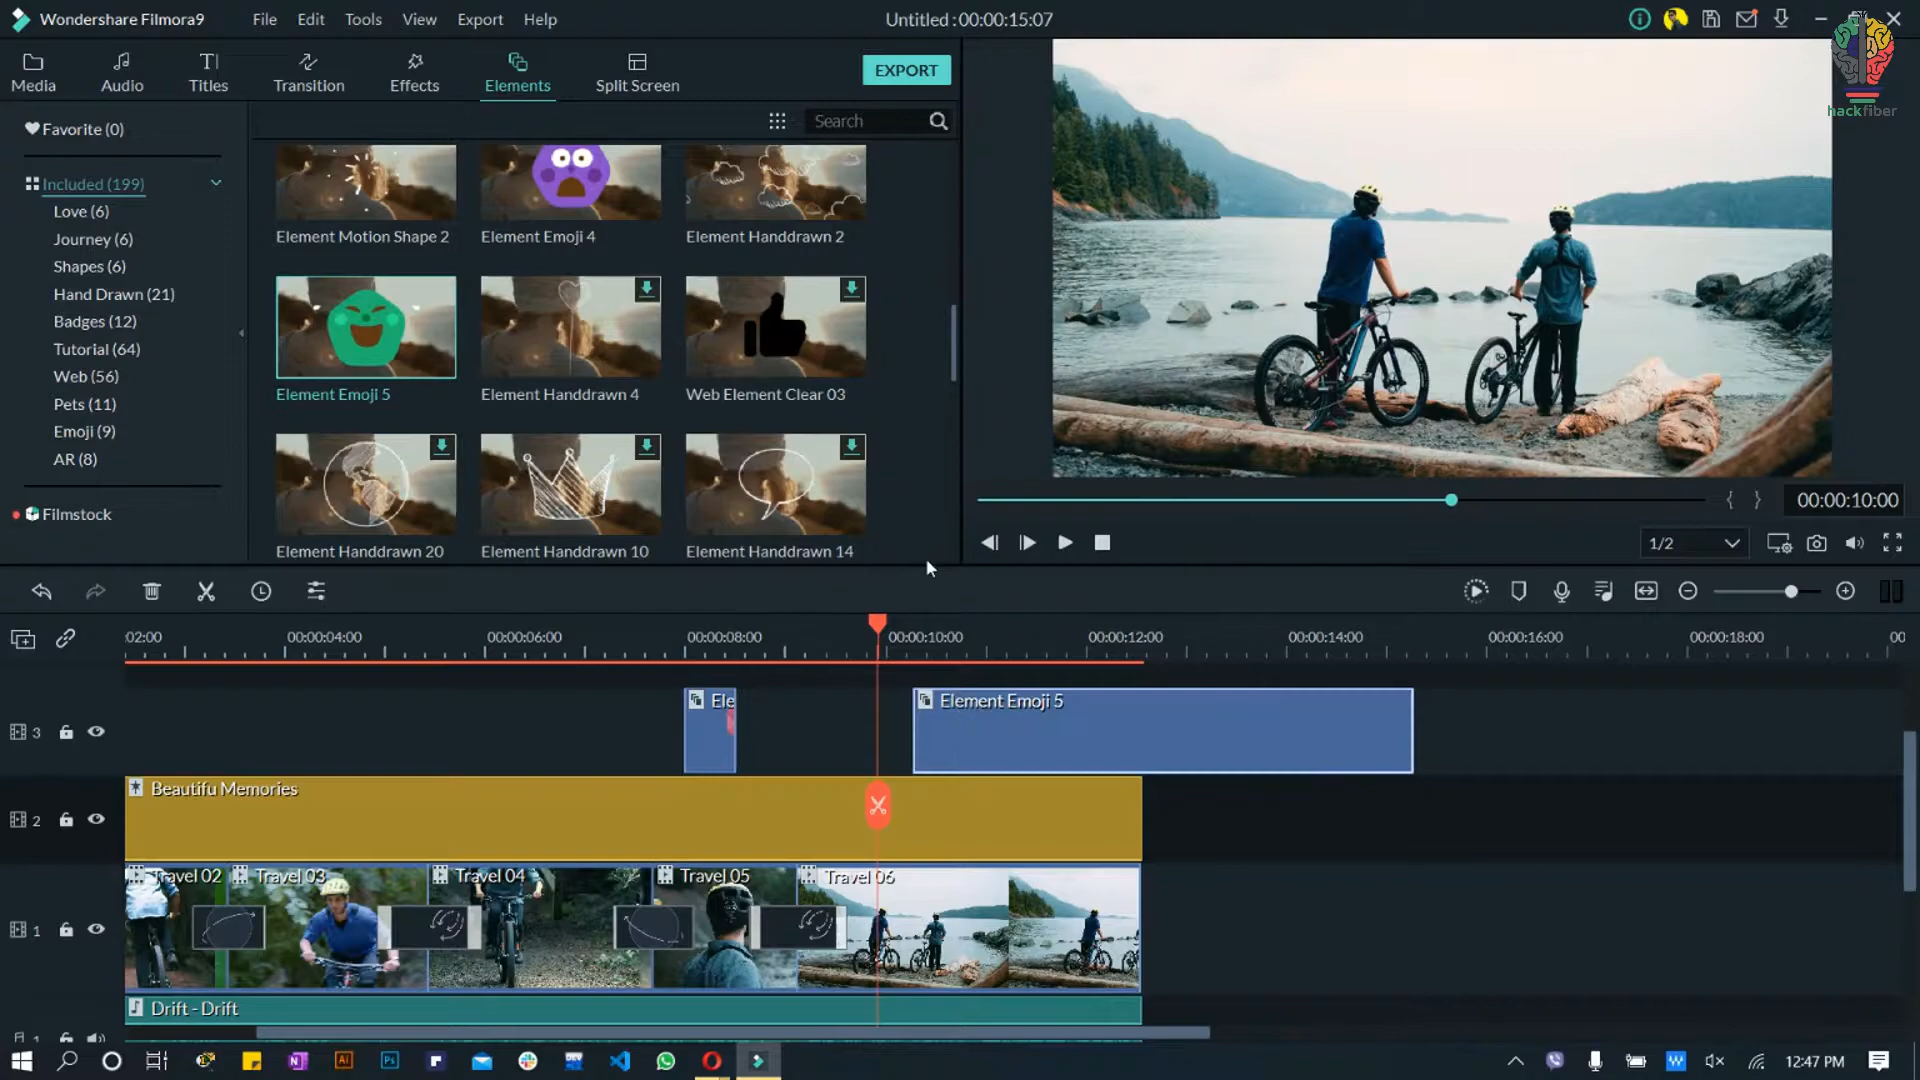 Wondershare Filmora9 File Edit Tools View Export Help Untitled : 00:00:15:07
Media Audio Titles Transition Effects Elements Split Screen EXPORT
hackfiber
Favorite (0)
Search
Included (199)
Love (6)
Journey (6)
Shapes (6)
Hand Drawn (21)
Badges (12)
Tutorial (64)
Web (56)
Pets (11)
Emoji (9)
AR (8)
Filmstock
Element Motion Shape 2 Element Emoji 4 Element Handdrawn 2
Element Emoji 5 Element Handdrawn 4 Web Element Clear 03
Element Handdrawn 20 Element Handdrawn 10 Element Handdrawn 14
{ } 00:00:10:00
1/2
:02:00 00:00:04:00 00:00:06:00 00:00:08:00 00:00:10:00 00:00:12:00 00:00:14:00 00:00:16:00 00:00:18:00 00
3 Ele Element Emoji 5
2 Beautifu Memories
1 Travel 02 Travel 03 Travel 04 Travel 05 Travel 06
Drift - Drift
1
12:47 PM